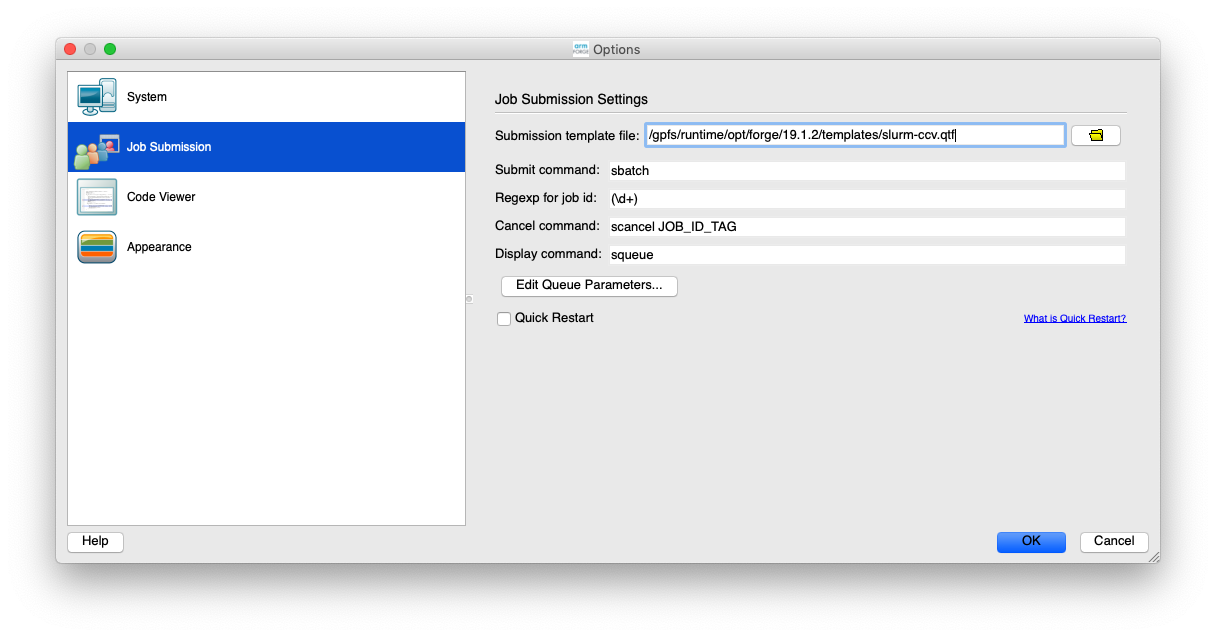 arm
FORGE Options
System
Job Submission
Code Viewer
Appearance
Job Submission Settings
Submission template file: /gpfs/runtime/opt/forge/19.1.2/templates/slurm-ccv.qtf
Submit command: sbatch
Regexp for job id: (\d+)
Cancel command: scancel JOB_ID_TAG
Display command: squeue
Edit Queue Parameters...
Quick Restart What is Quick Restart?
Help OK Cancel